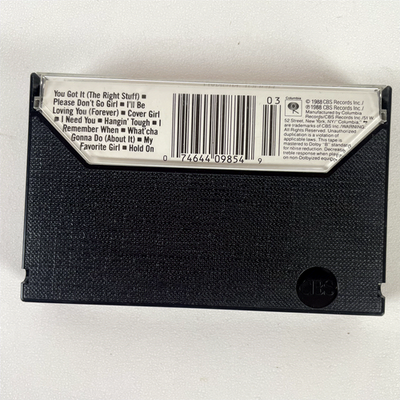 You Got It (The Right Stuff) ■
Please Don't Go Girl ■ I'll Be
Loving You (Forever) ■ Cover Girl
■ I Need You ■ Hangin' Tough ■ I
Remember When ■ What'cha
Gonna Do (About It) ■ My
Favorite Girl ■ Hold On
03
0 74644 09854 9
Columbia
© 1988 CBS Records Inc./
℗ 1988 CBS Records Inc./
Manufactured by Columbia
Records/CBS Records Inc./51 W.
52 Street, New York, NY/"Columbia,"
are trademarks of CBS Inc./WARNING:
All Rights Reserved. Unauthorized
duplication is a violation of
applicable laws. This tape is
mastered to Dolby "B" standard
for noise reduction. Decrease
treble response when play
on non Dolbyized equip
CBS